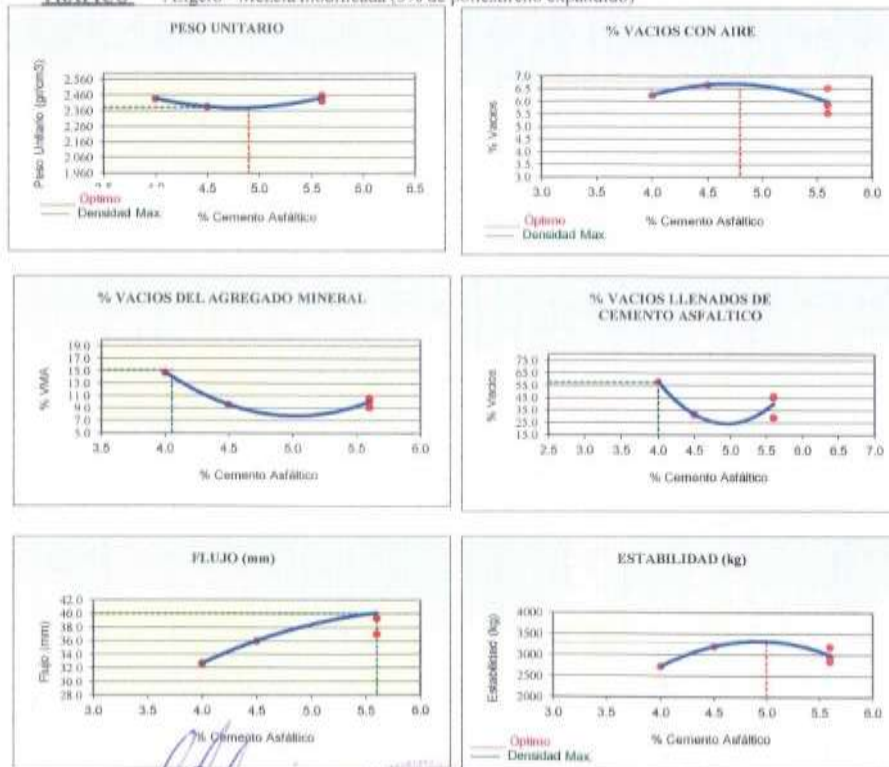 PESO UNITARIO
Peso Unitario (gr/cm3)
2.560
2.460
2.360
2.260
2.160
2.060
1.960
4.5 5.0 5.5 6.0 6.5
Óptimo
Densidad Max.
% Cemento Asfáltico
% VACIOS CON AIRE
% Vacios
7.0
6.5
6.0
5.5
5.0
4.5
4.0
3.5
3.0
3.0 3.5 4.0 4.5 5.0 5.5 6.0
Óptimo
Densidad Max.
% Cemento Asfáltico
% VACIOS DEL AGREGADO MINERAL
% VMA
19.0
17.0
15.0
13.0
11.0
9.0
7.0
5.0
3.5 4.0 4.5 5.0 5.5 6.0
% Cemento Asfáltico
% VACIOS LLENADOS DE
CEMENTO ASFALTICO
% Vacios
75.0
65.0
55.0
45.0
35.0
25.0
15.0
2.5 3.0 3.5 4.0 4.5 5.0 5.5 6.0 6.5 7.0
% Cemento Asfáltico
FLUJO (mm)
Flujo (mm)
42.0
40.0
38.0
36.0
34.0
32.0
30.0
28.0
3.0 3.5 4.0 4.5 5.0 5.5 6.0
% Cemento Asfáltico
ESTABILIDAD (kg)
Estabilidad (kg)
4000
3500
3000
2500
2000
3.0 3.5 4.0 4.5 5.0 5.5 6.0
Óptimo
Densidad Max.
% Cemento Asfáltico